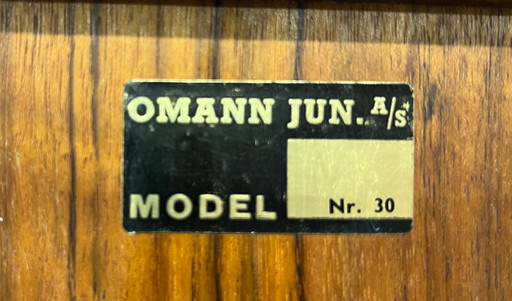 OMANN JUN. A/S
MODEL Nr. 30